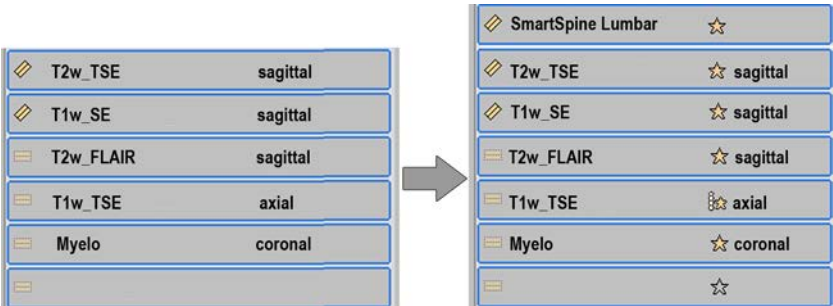 T2w_TSE sagittal
T1w_SE sagittal
T2w_FLAIR sagittal
T1w_TSE axial
Myelo coronal
SmartSpine Lumbar
T2w_TSE sagittal
T1w_SE sagittal
T2w_FLAIR sagittal
T1w_TSE axial
Myelo coronal